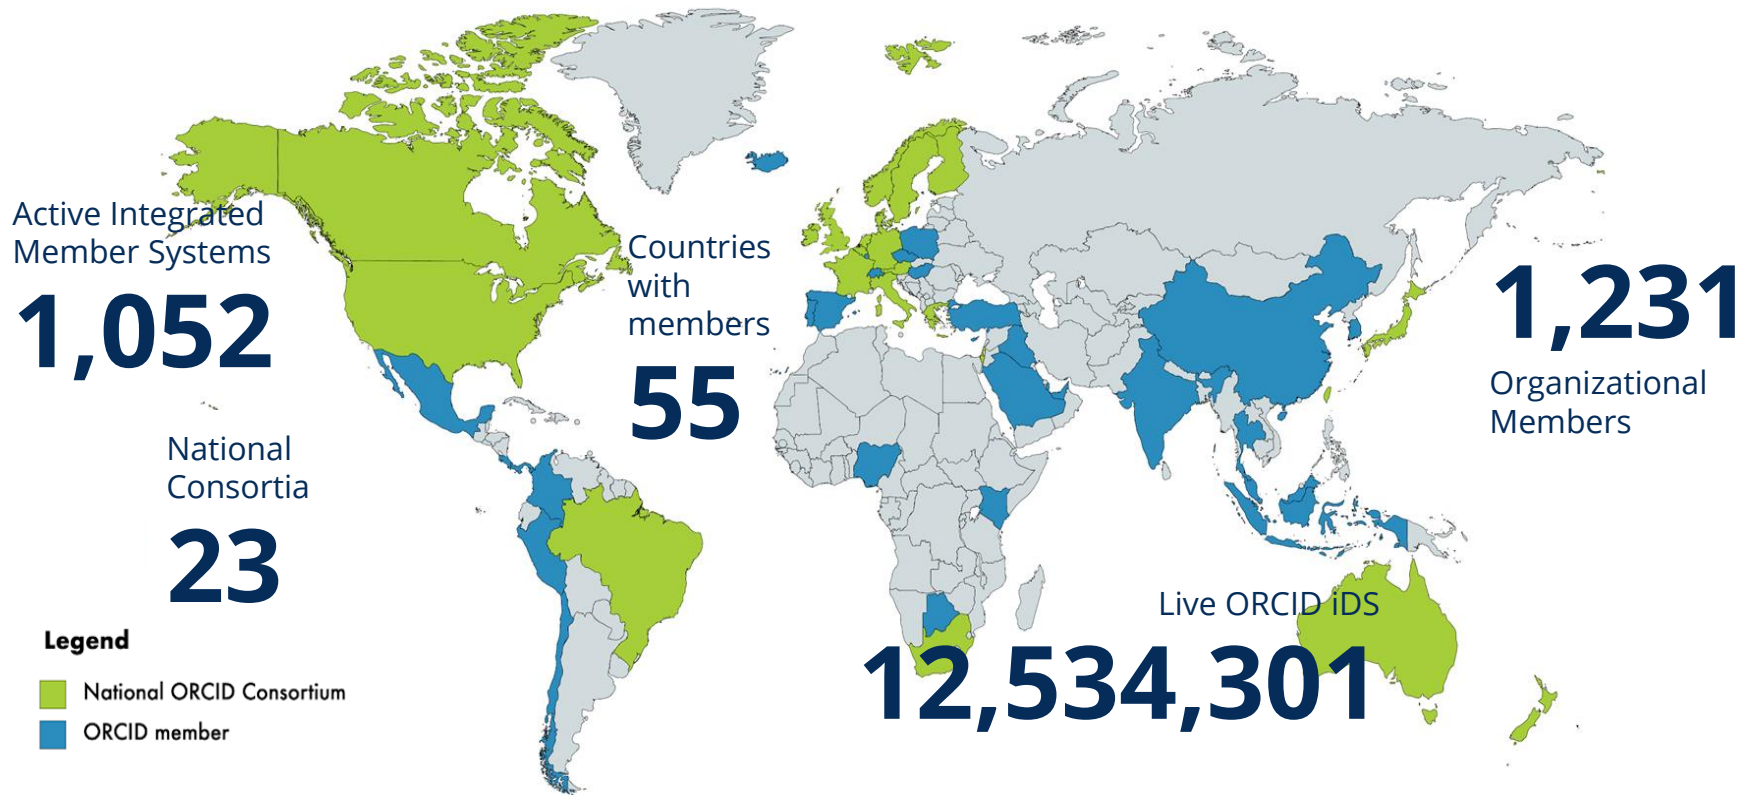 Active Integrated
Member Systems
1,052
National
Consortia
23
Countries
with
members
55
1,231
Organizational
Members
Live ORCID iDS
12,534,301
Legend
National ORCID Consortium
ORCID member